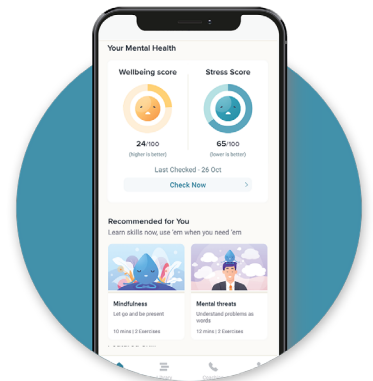 Your Mental Health
Wellbeing score
Stress Score
24/100
65/100
(higher is better)
(lower is better)
Last Checked · 26 Oct
Check Now
Recommended for You
Learn skills now, use 'em when you need 'em
Mindfulness
Let go and be present
10 mins | 3 Exercises
Mental threats
Understand problems as
words
12 mins | 3 Exercises